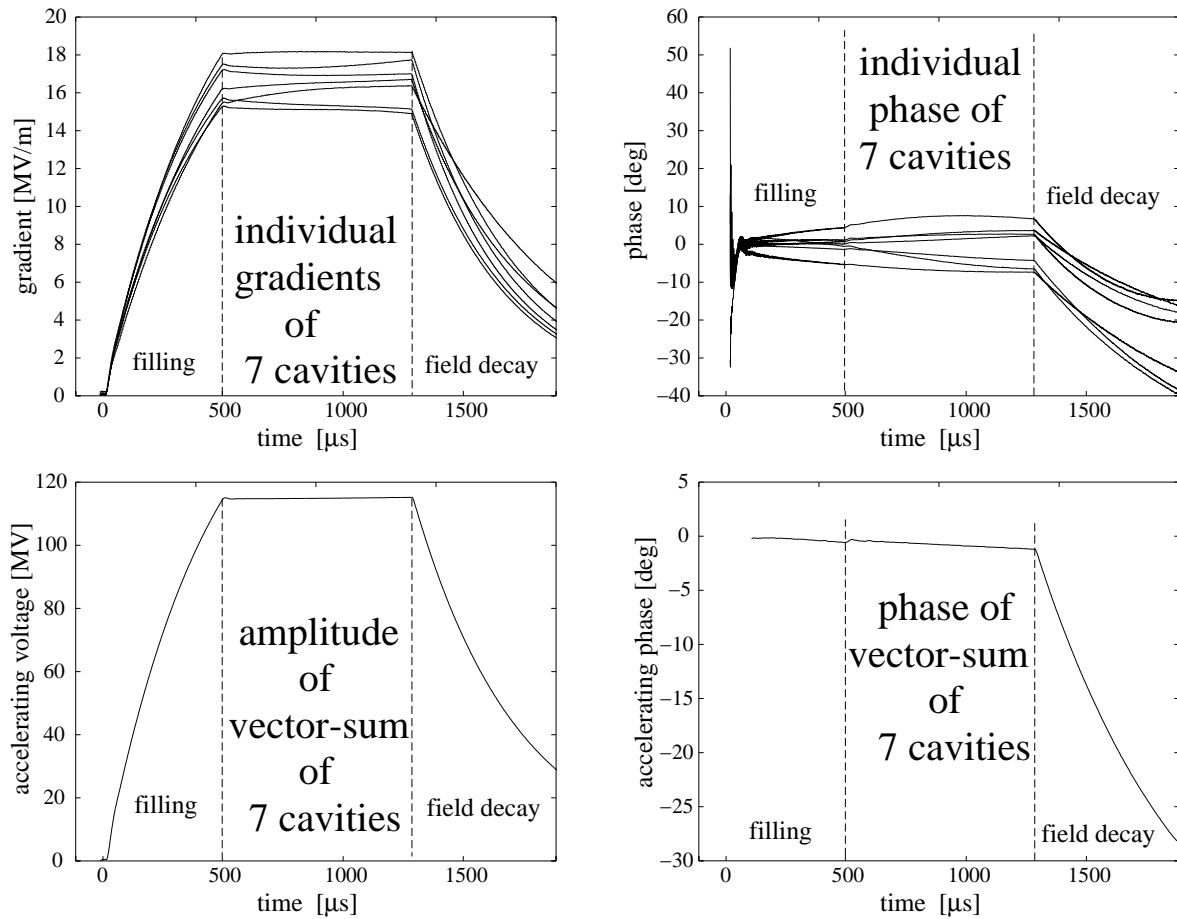 20
18
16
14
12
10
8
6
4
2
0
gradient [MV/m]
filling
individual
gradients
of
7 cavities
field decay
0
500
1000
1500
time [µs]
60
50
40
30
20
10
0
−10
−20
−30
−40
phase [deg]
individual
phase of
7 cavities
filling
field decay
0
500
1000
1500
time [µs]
120
100
80
60
40
20
0
accelerating voltage [MV]
amplitude
of
vector-sum
of
7 cavities
filling
field decay
0
500
1000
1500
time [µs]
5
0
−5
−10
−15
−20
−25
−30
accelerating phase [deg]
phase of
vector-sum
of
7 cavities
filling
field decay
0
500
1000
1500
time [µs]